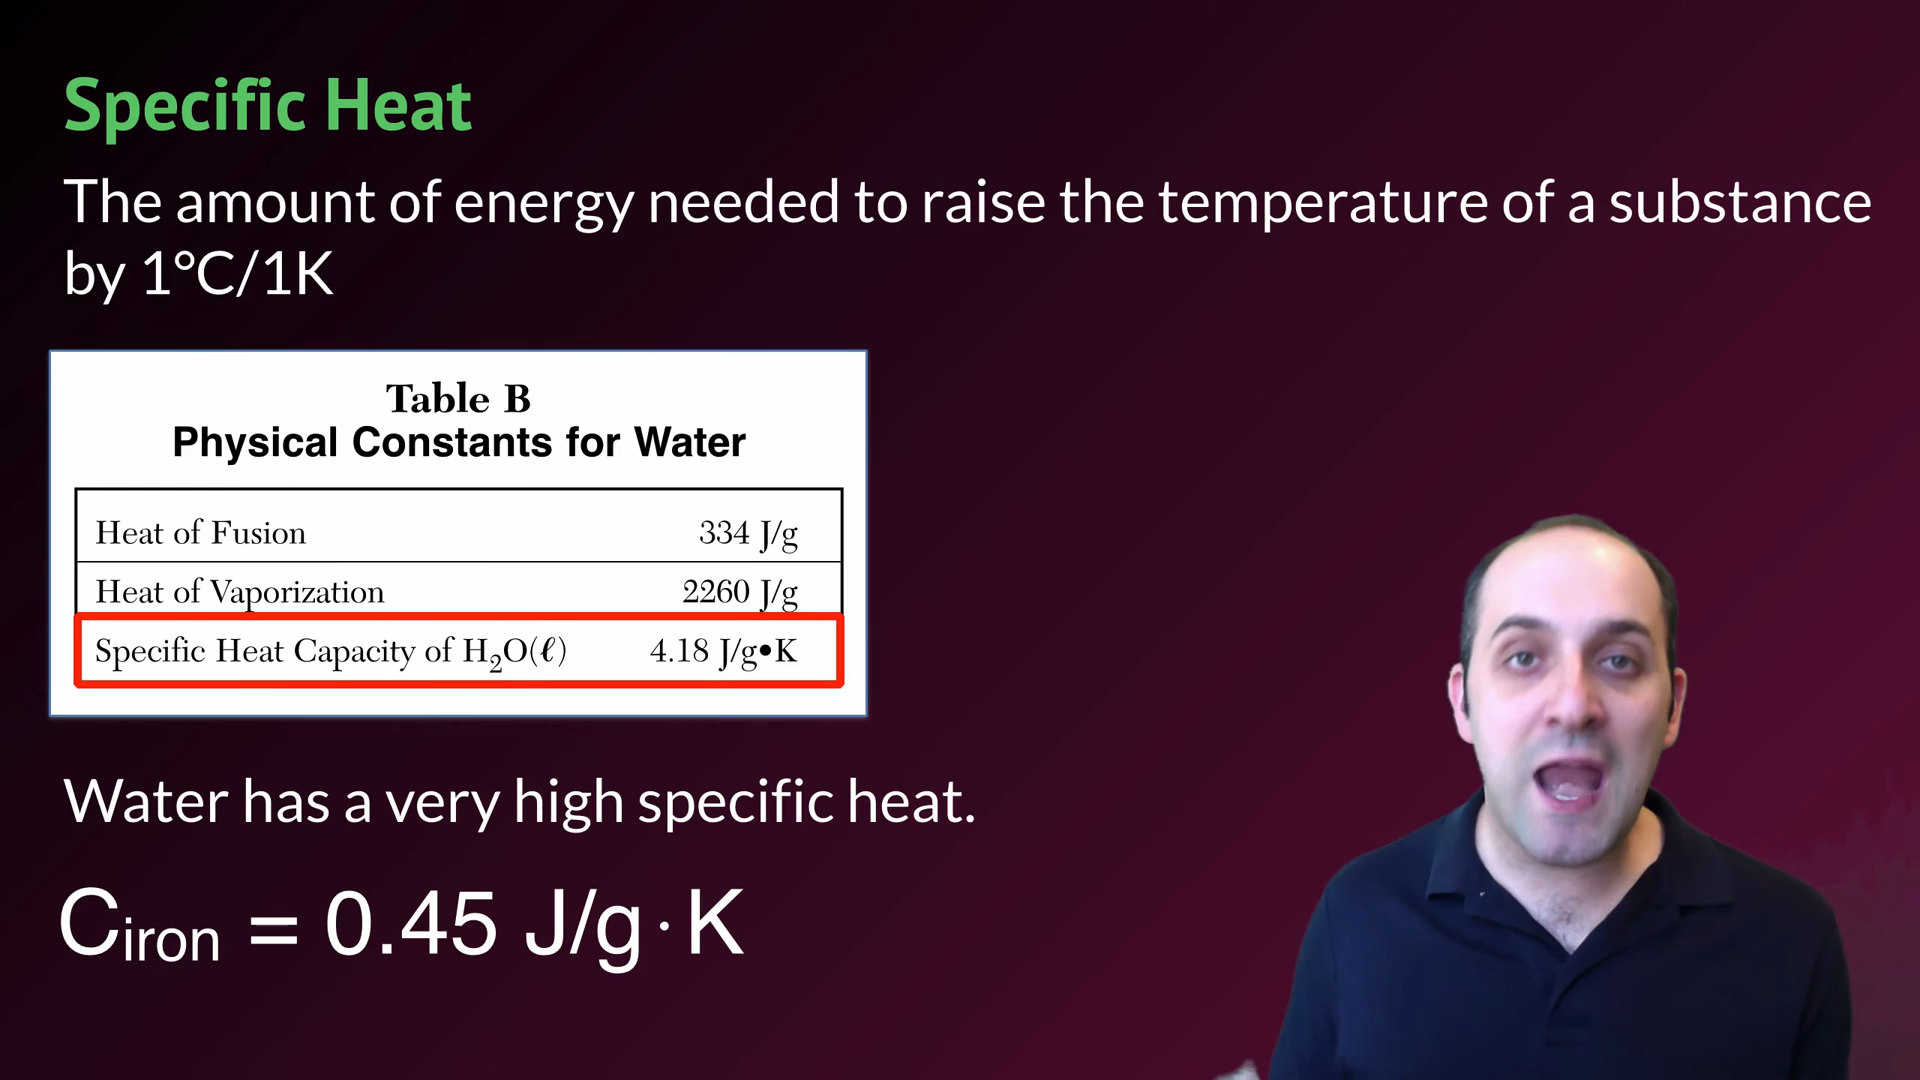 Specific Heat
The amount of energy needed to raise the temperature of a substance
by 1°C/1K
Table B
Physical Constants for Water
Heat of Fusion 334 J/g
Heat of Vaporization 2260 J/g
Specific Heat Capacity of H₂O(ℓ) 4.18 J/g•K
Water has a very high specific heat.
Ciron = 0.45 J/g·K